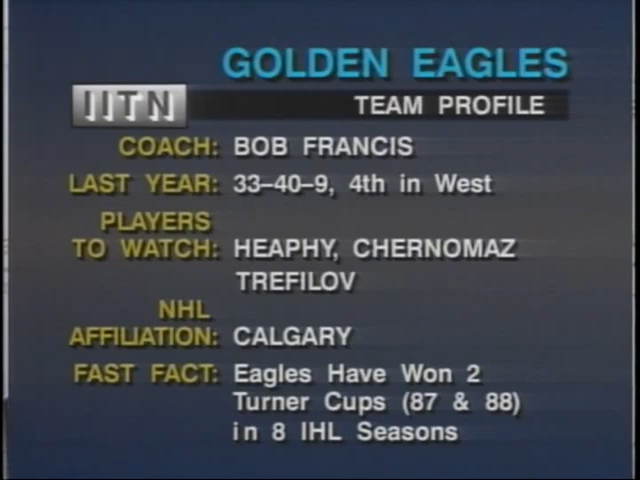 GOLDEN EAGLES
IITN TEAM PROFILE
COACH: BOB FRANCIS
LAST YEAR: 33–40–9, 4th in West
PLAYERS
TO WATCH: HEAPHY, CHERNOMAZ
TREFILOV
NHL
AFFILIATION: CALGARY
FAST FACT: Eagles Have Won 2
Turner Cups (87 & 88)
in 8 IHL Seasons